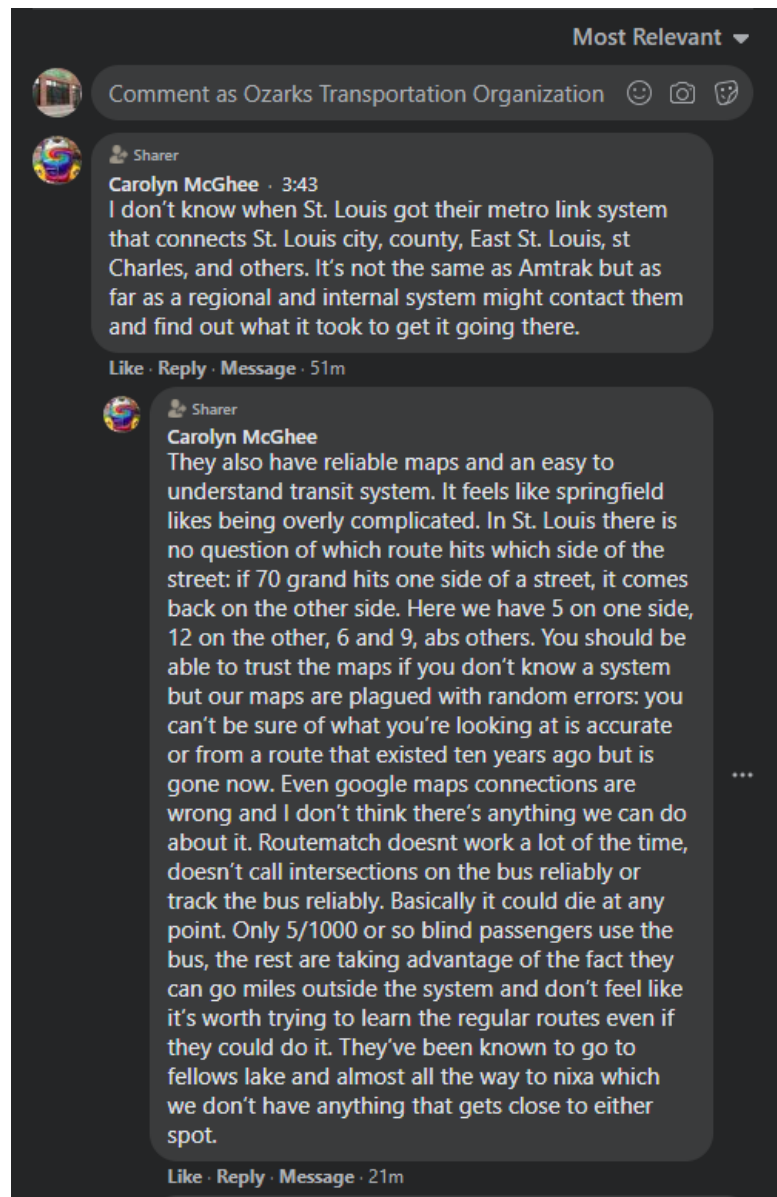 Most Relevant
Comment as Ozarks Transportation Organization
Sharer
Carolyn McGhee · 3:43
I don't know when St. Louis got their metro link system
that connects St. Louis city, county, East St. Louis, st
Charles, and others. It's not the same as Amtrak but as
far as a regional and internal system might contact them
and find out what it took to get it going there.
Like · Reply · Message · 51m
Sharer
Carolyn McGhee
They also have reliable maps and an easy to
understand transit system. It feels like springfield
likes being overly complicated. In St. Louis there is
no question of which route hits which side of the
street: if 70 grand hits one side of a street, it comes
back on the other side. Here we have 5 on one side,
12 on the other, 6 and 9, abs others. You should be
able to trust the maps if you don't know a system
but our maps are plagued with random errors: you
can't be sure of what you're looking at is accurate
or from a route that existed ten years ago but is
gone now. Even google maps connections are
wrong and I don't think there's anything we can do
about it. Routematch doesnt work a lot of the time,
doesn't call intersections on the bus reliably or
track the bus reliably. Basically it could die at any
point. Only 5/1000 or so blind passengers use the
bus, the rest are taking advantage of the fact they
can go miles outside the system and don't feel like
it's worth trying to learn the regular routes even if
they could do it. They've been known to go to
fellows lake and almost all the way to nixa which
we don't have anything that gets close to either
spot.
Like · Reply · Message · 21m